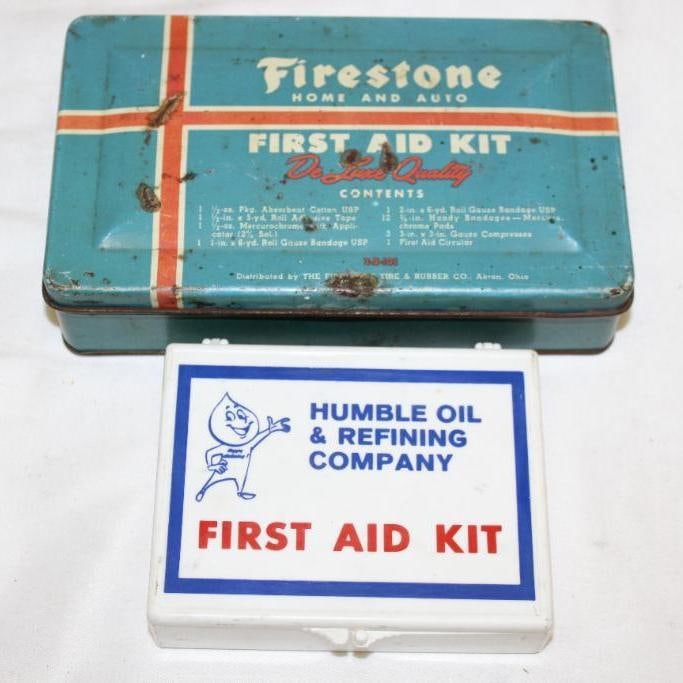 Firestone
HOME AND AUTO
FIRST AID KIT
De Luxe Quality
CONTENTS
1 ½-oz. Pkg. Absorbent Cotton USP
1 ½-in. x 5-yd. Roll Adhesive Tape
1 ½-oz. Mercurochrome with Appli-
cator (2% Sol.)
1 1-in. x 6-yd. Roll Gauze Bandage USP
1 2-in. x 6-yd. Roll Gauze Bandage USP
12 ¾-in. Handy Bandages—Mercuro-
chrome Pads
3 3-in. x 3-in. Gauze Compresses
1 First Aid Circular
Distributed by THE TIRE & RUBBER CO., Akron, Ohio
HUMBLE OIL
& REFINING
COMPANY
FIRST AID KIT